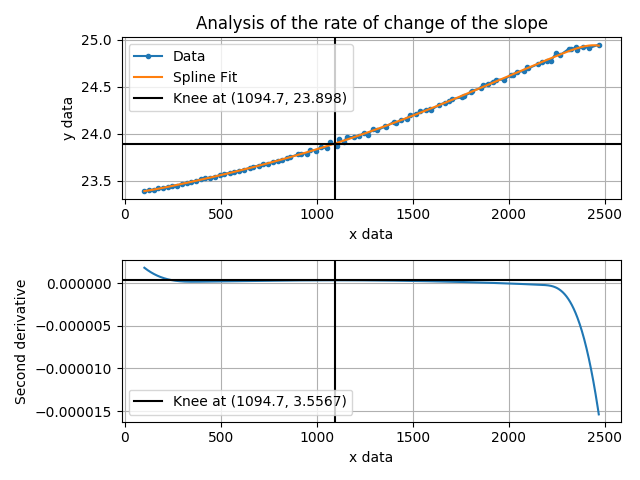 Analysis of the rate of change of the slope
25.0
24.5
24.0
23.5
y data
Data
Spline Fit
Knee at (1094.7, 23.898)
0 500 1000 1500 2000 2500
x data
0.000000
−0.000005
−0.000010
−0.000015
Second derivative
Knee at (1094.7, 3.5567)
0 500 1000 1500 2000 2500
x data